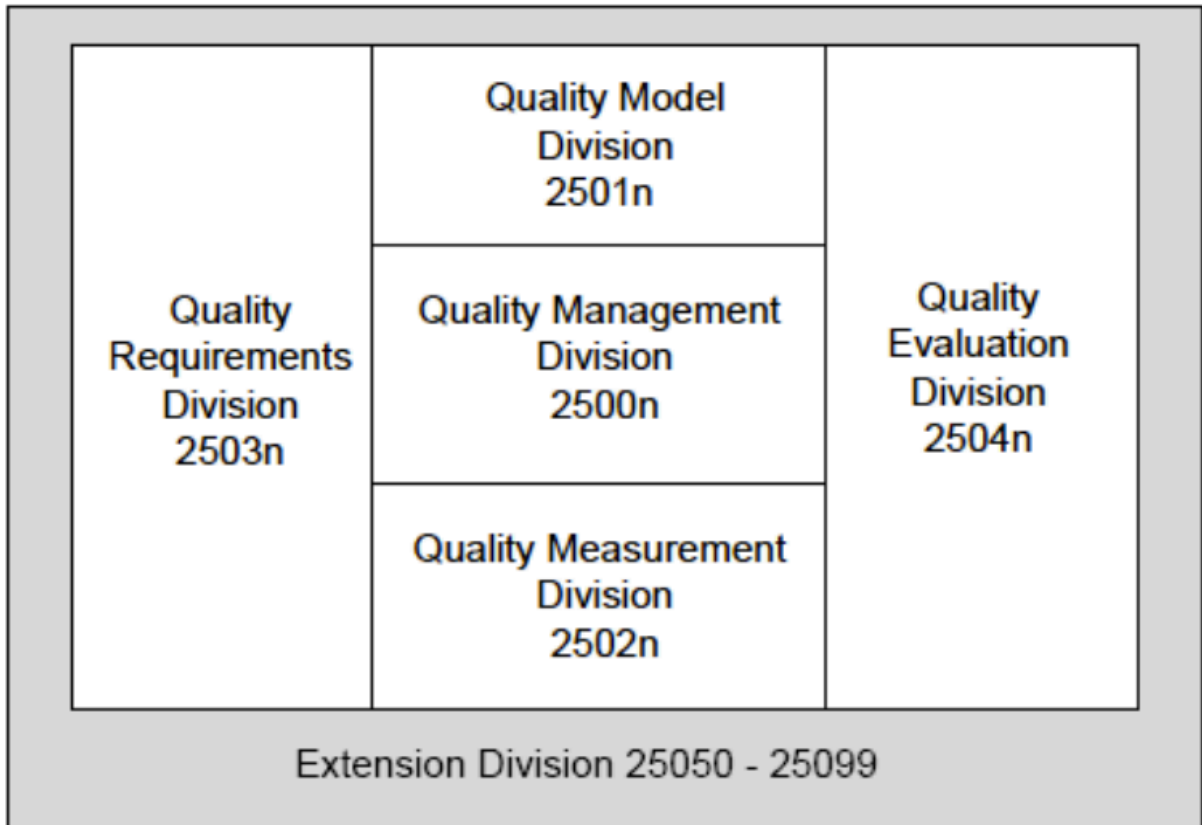 Quality Model
Division
2501n
Quality
Requirements
Division
2503n
Quality Management
Division
2500n
Quality
Evaluation
Division
2504n
Quality Measurement
Division
2502n
Extension Division 25050 - 25099